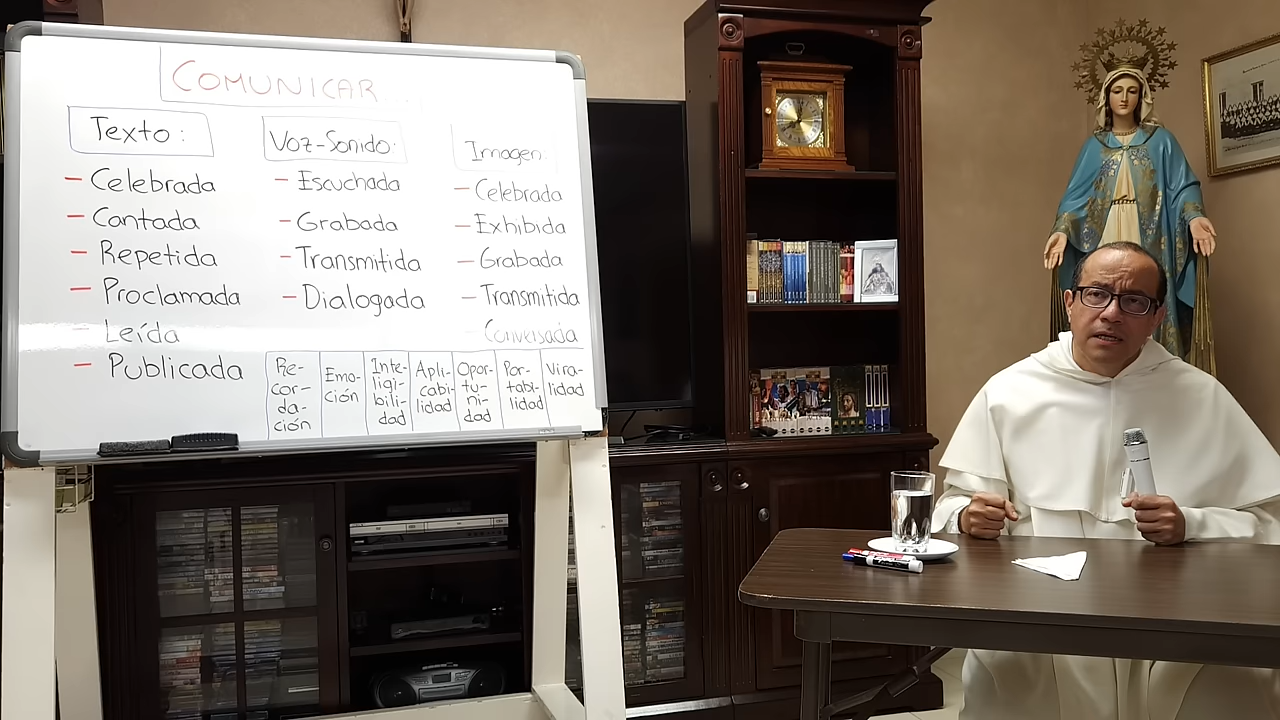 COMUNICAR...
Texto:
- Celebrada
- Cantada
- Repetida
- Proclamada
- Leída
- Publicada
Voz-Sonido:
- Escuchada
- Grabada
- Transmitida
- Dialogada
Imagen:
- Celebrada
- Exhibida
- Grabada
- Transmitida
Conversada
Re-
cor-
da-
ción
Emo-
ción
Inte-
ligi-
bili-
dad
Apli-
cabi-
lidad
Opor-
tu-
ni-
dad
Por-
tabi-
lidad
Vira-
lidad